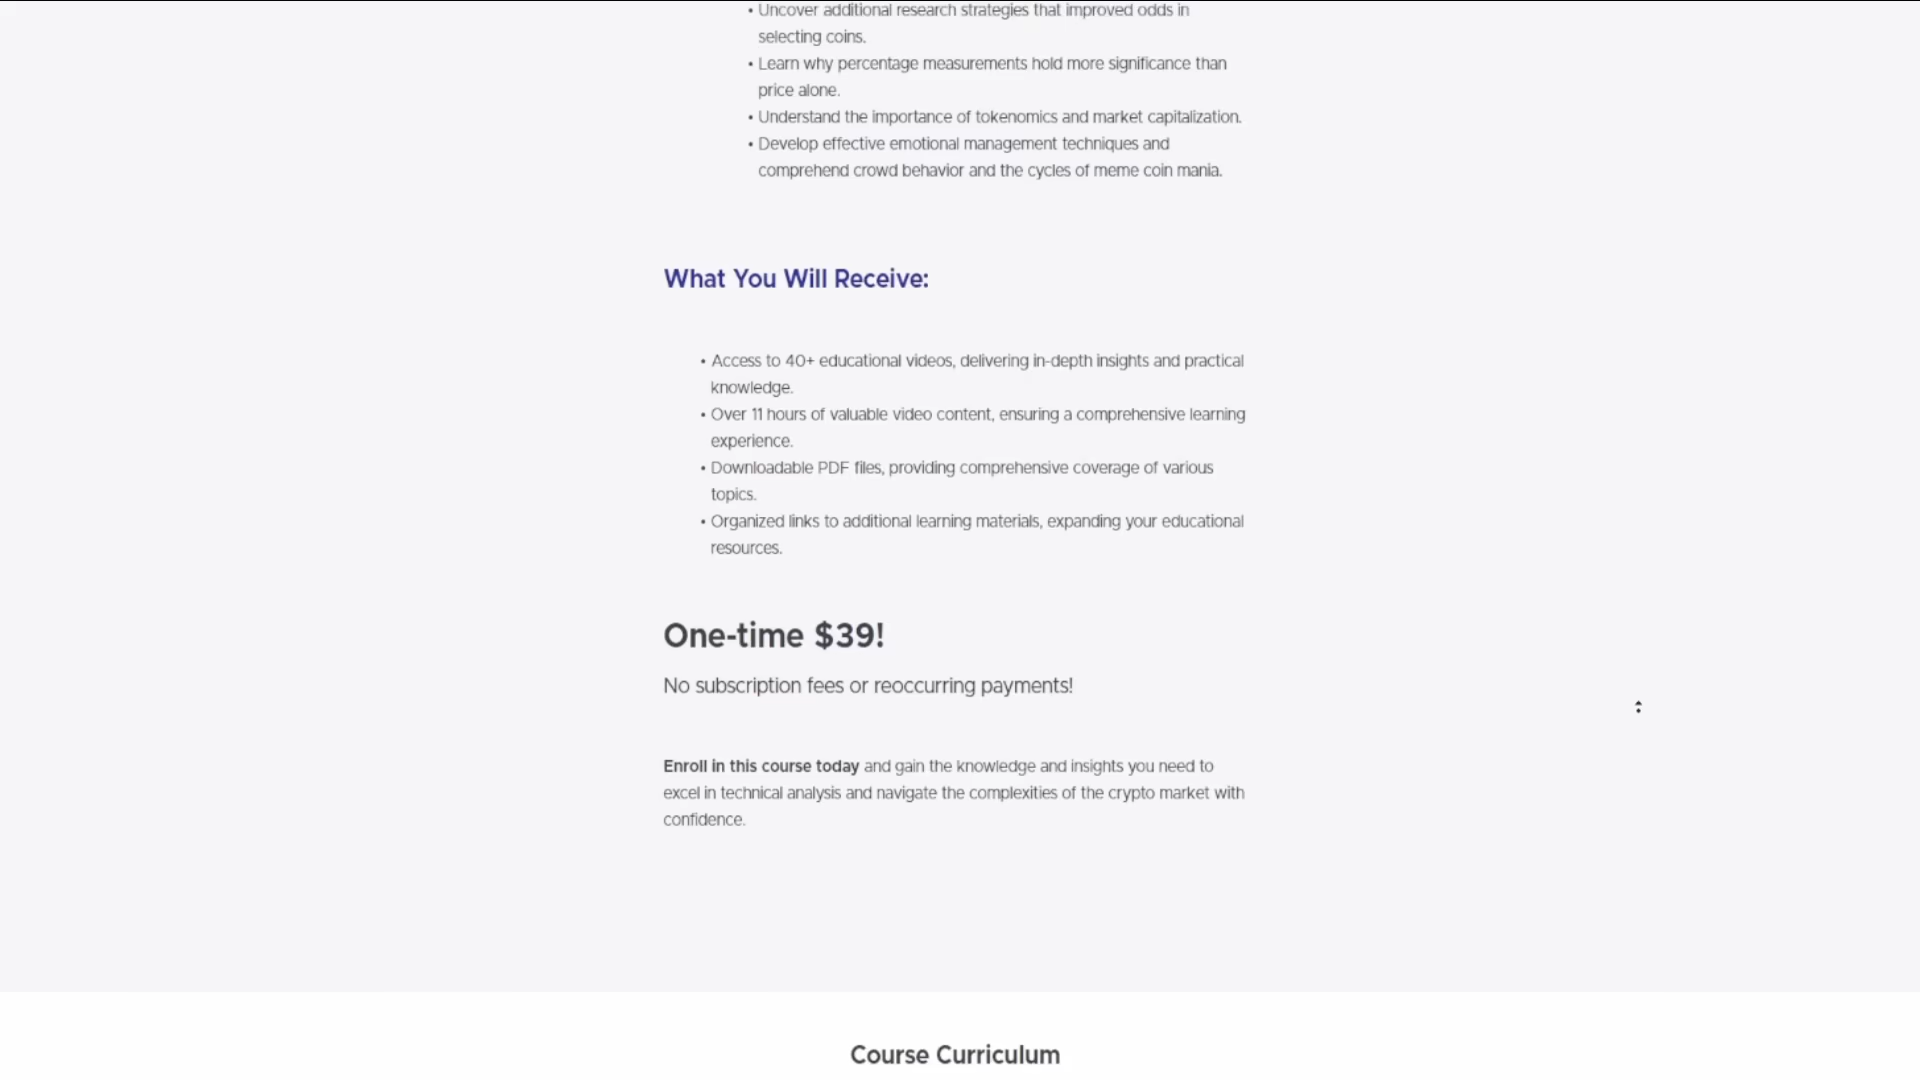 • Uncover additional research strategies that improved odds in
selecting coins.
• Learn why percentage measurements hold more significance than
price alone.
• Understand the importance of tokenomics and market capitalization.
• Develop effective emotional management techniques and
comprehend crowd behavior and the cycles of meme coin mania.
What You Will Receive:
• Access to 40+ educational videos, delivering in-depth insights and practical
knowledge.
• Over 11 hours of valuable video content, ensuring a comprehensive learning
experience.
• Downloadable PDF files, providing comprehensive coverage of various
topics.
• Organized links to additional learning materials, expanding your educational
resources.
One-time $39!
No subscription fees or reoccurring payments!
Enroll in this course today and gain the knowledge and insights you need to
excel in technical analysis and navigate the complexities of the crypto market with
confidence.
Course Curriculum